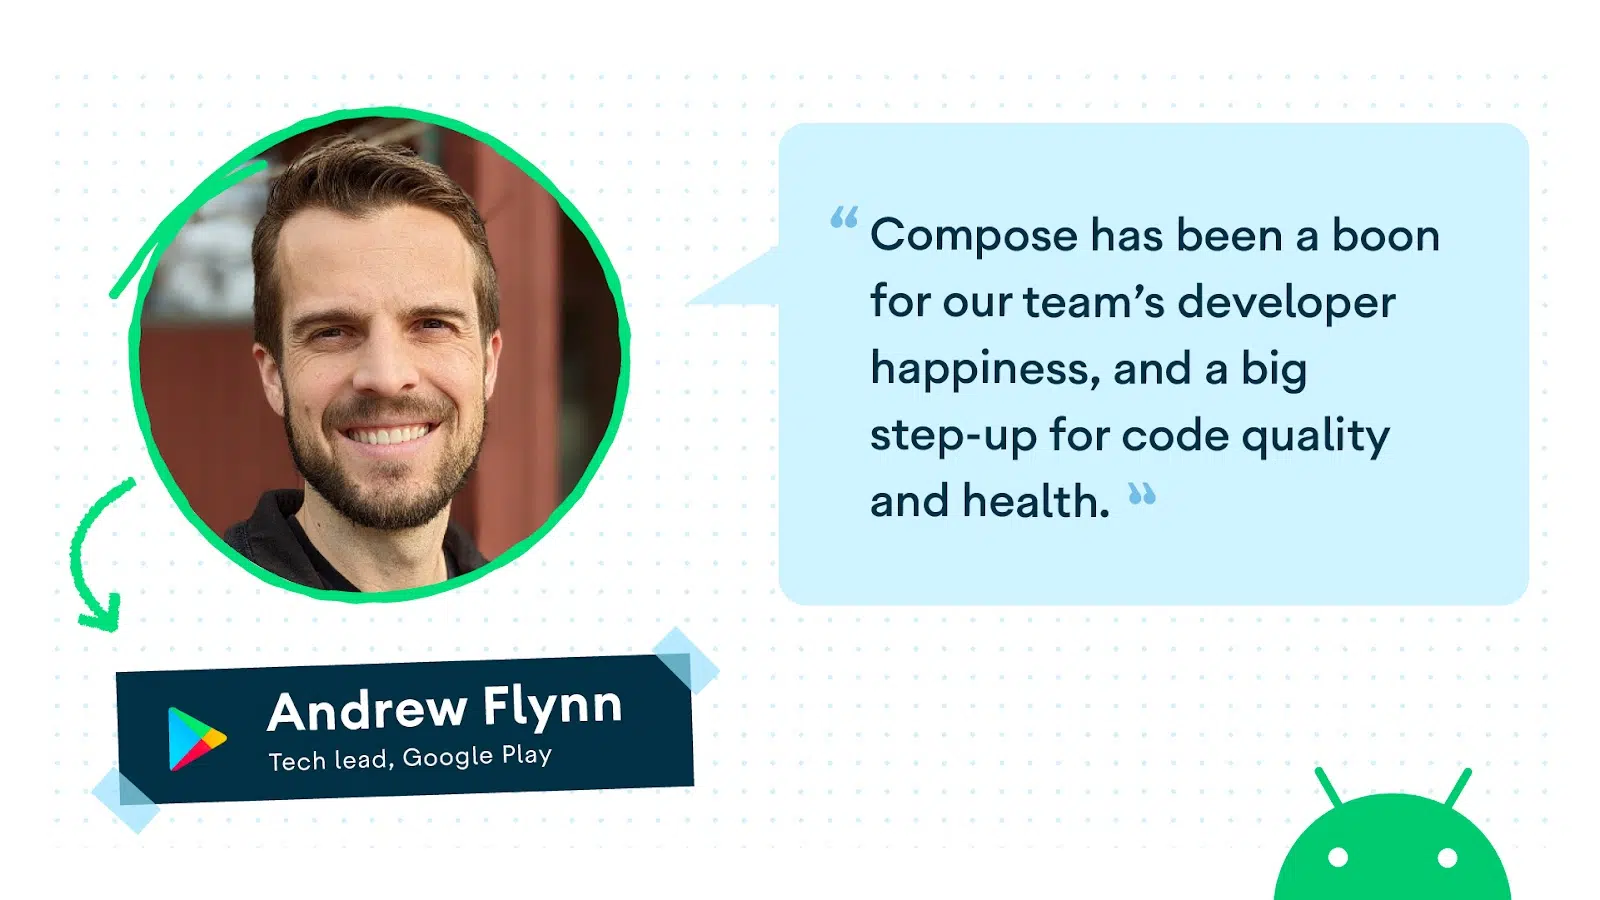 “Compose has been a boon
for our team’s developer
happiness, and a big
step-up for code quality
and health.”
Andrew Flynn
Tech lead, Google Play